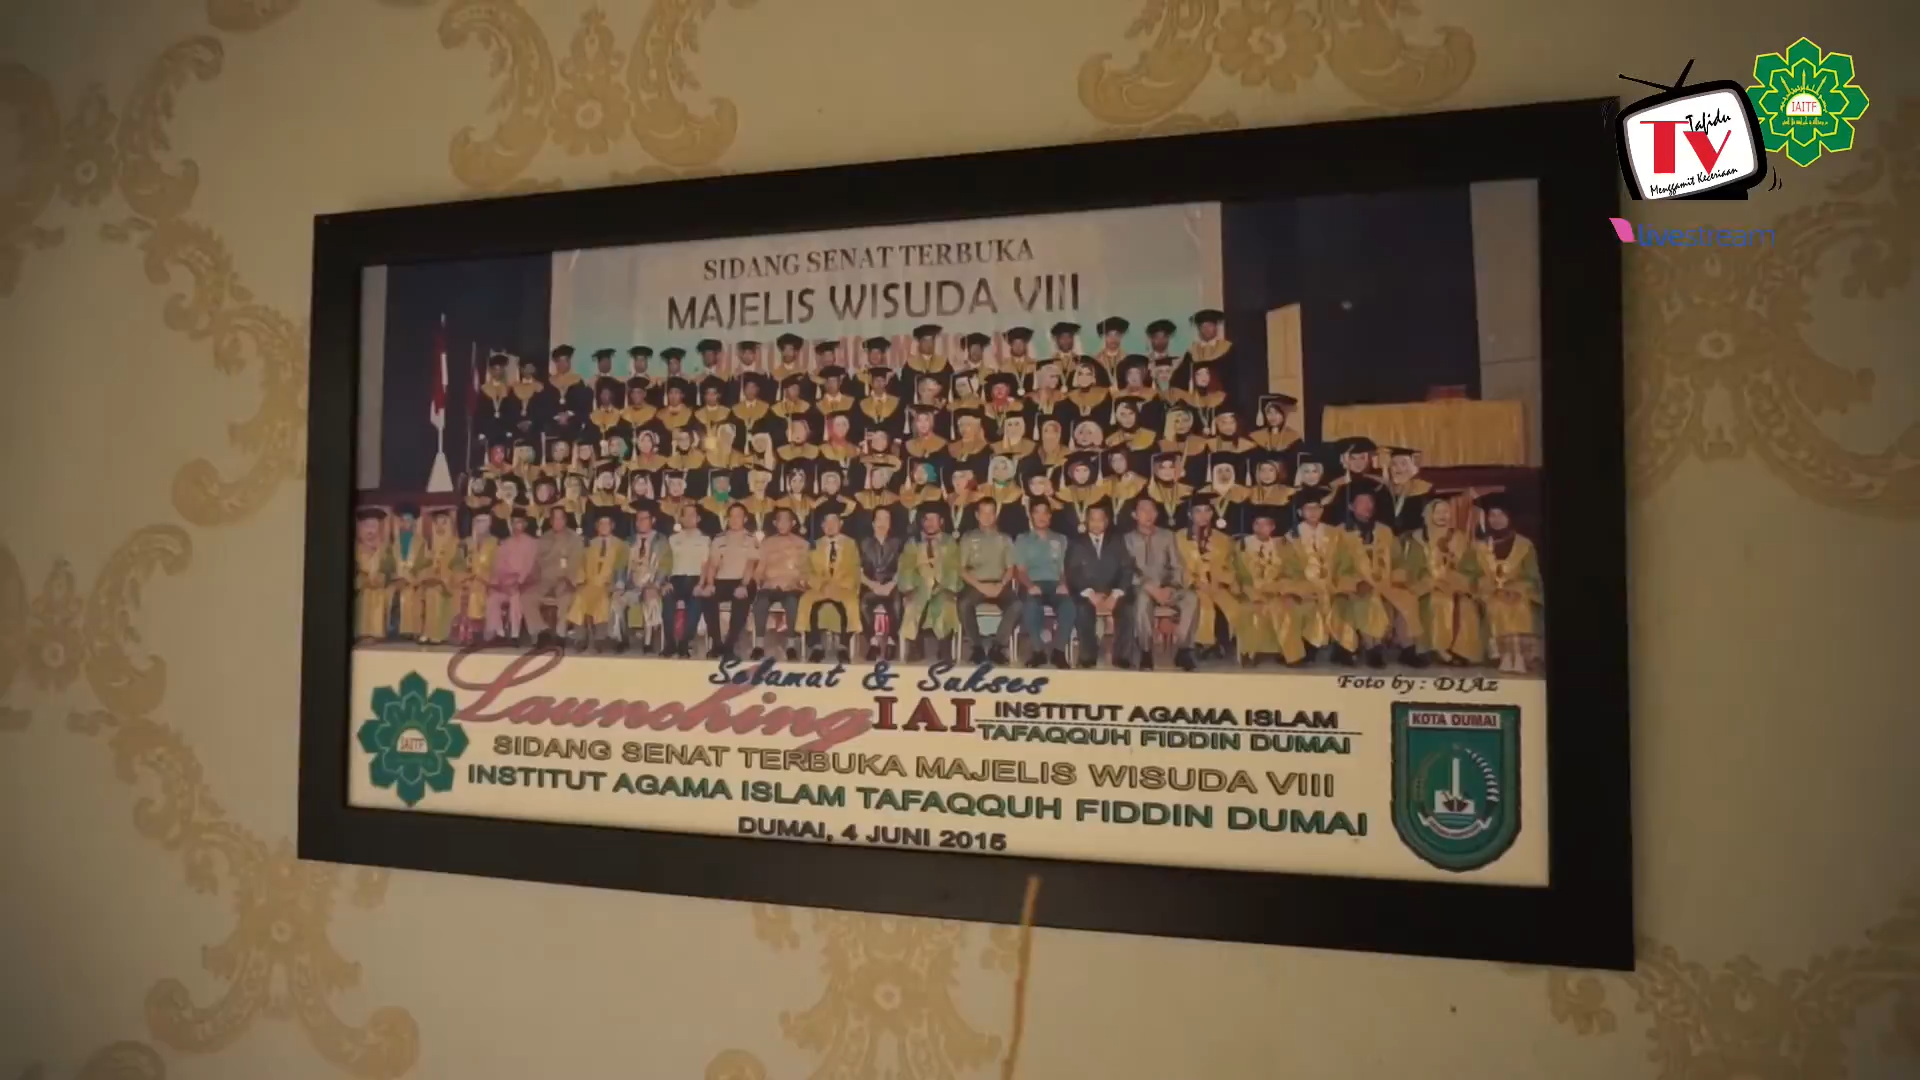 Tafidu
TV
Menggamit Keceriaan
IAITF
livestream
SIDANG SENAT TERBUKA
MAJELIS WISUDA VIII
Selamat & Sukses
Foto by : D1Az
Launching IAI INSTITUT AGAMA ISLAM
TAFAQQUH FIDDIN DUMAI
IAITF
KOTA DUMAI
SIDANG SENAT TERBUKA MAJELIS WISUDA VIII
INSTITUT AGAMA ISLAM TAFAQQUH FIDDIN DUMAI
DUMAI, 4 JUNI 2015